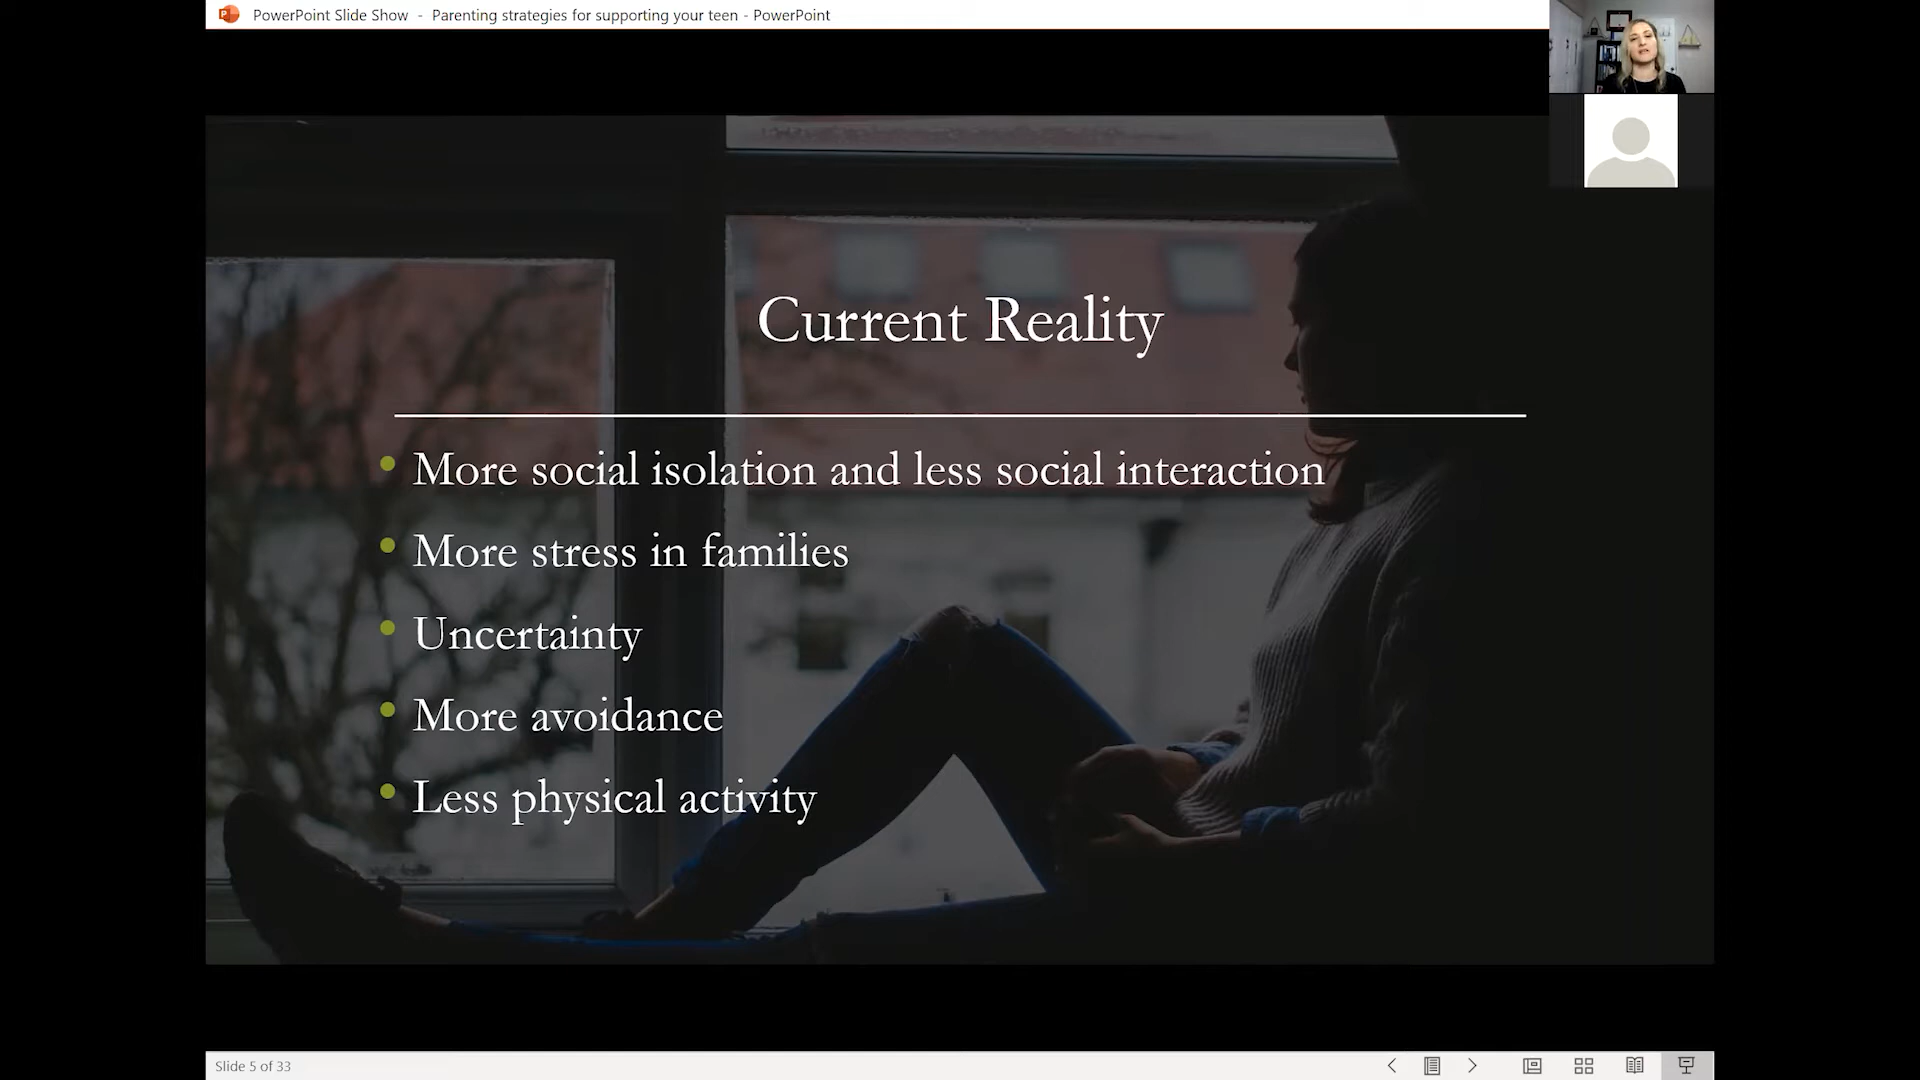 PowerPoint Slide Show - Parenting strategies for supporting your teen - PowerPoint
Current Reality
More social isolation and less social interaction
More stress in families
Uncertainty
More avoidance
Less physical activity
Slide 5 of 33